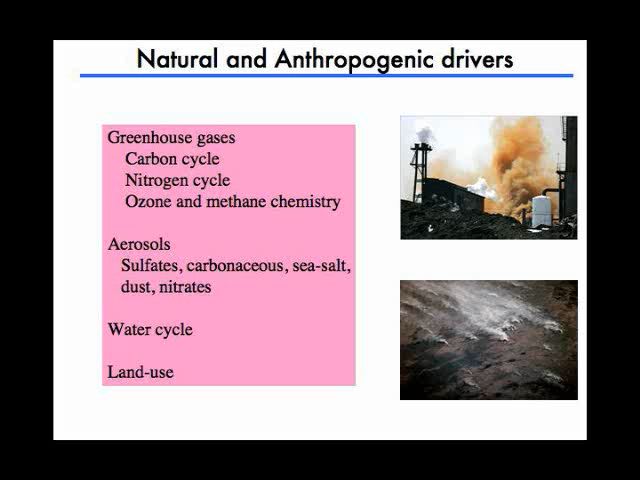 Natural and Anthropogenic drivers
Greenhouse gases
Carbon cycle
Nitrogen cycle
Ozone and methane chemistry
Aerosols
Sulfates, carbonaceous, sea-salt,
dust, nitrates
Water cycle
Land-use